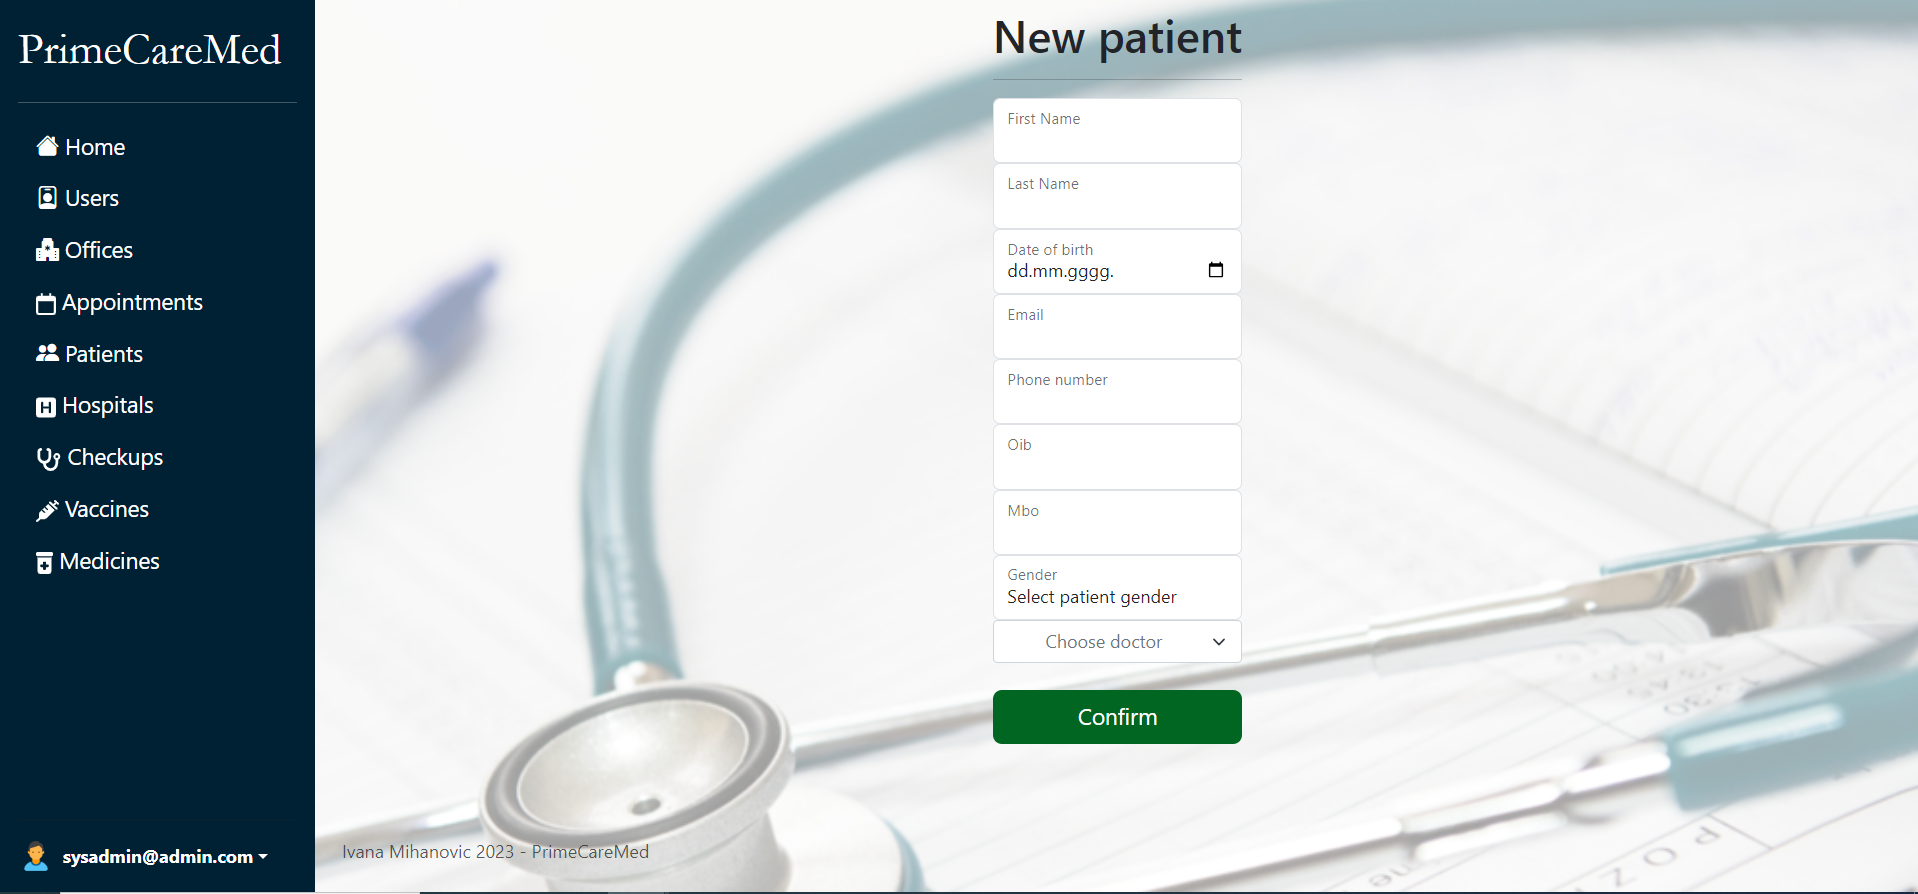 PrimeCareMed
Home
Users
Offices
Appointments
Patients
Hospitals
Checkups
Vaccines
Medicines
sysadmin@admin.com
New patient
First Name
Last Name
Date of birth
dd.mm.gggg.
Email
Phone number
Oib
Mbo
Gender
Select patient gender
Choose doctor
Confirm
Ivana Mihanovic 2023 - PrimeCareMed